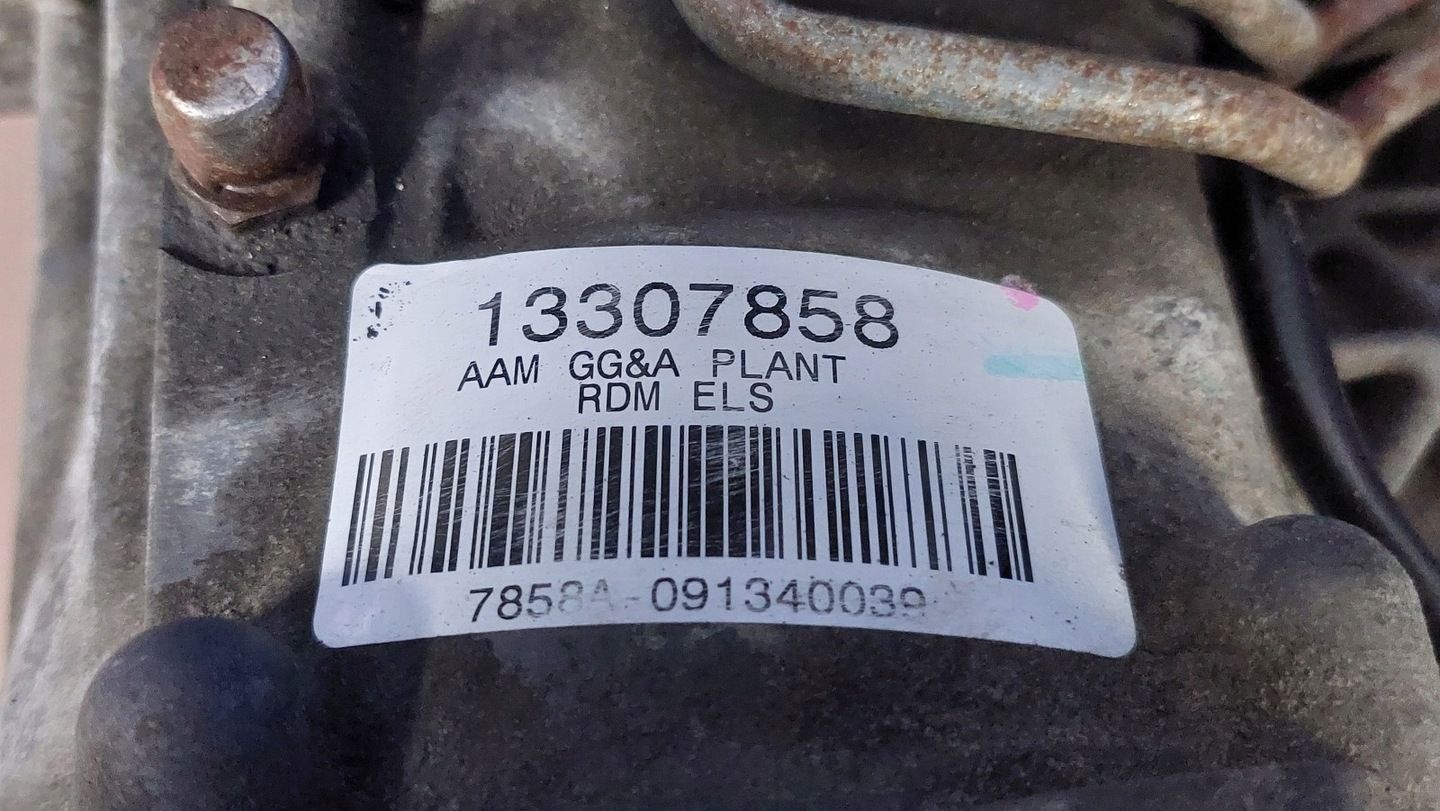 13307858
AAM GG&A PLANT
RDM ELS
7858A-091340039